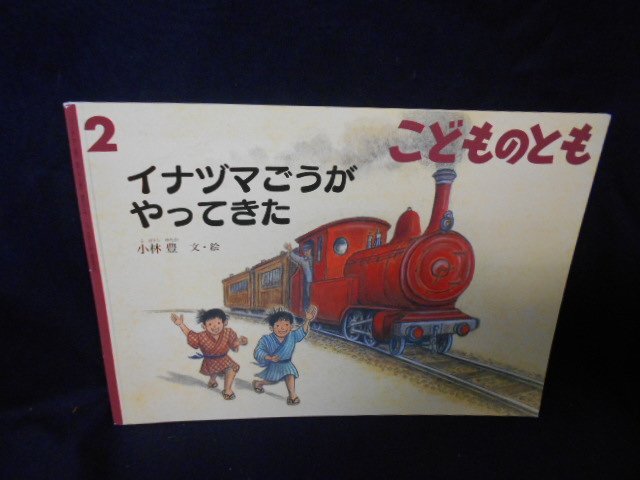 2
こどものとも
イナヅマごうが
やってきた
小林 豊 文・絵